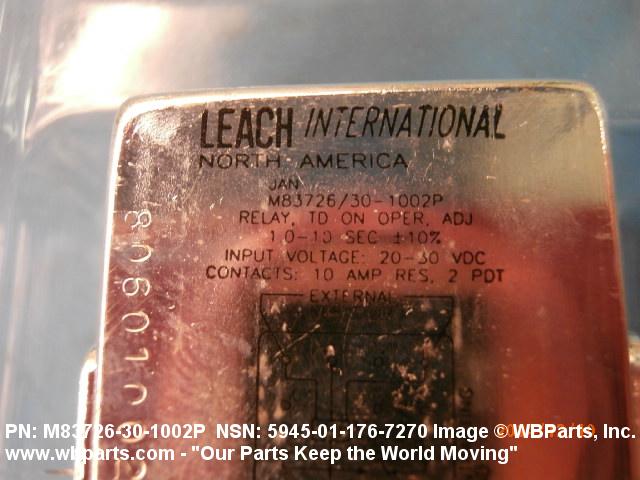 LEACH INTERNATIONAL
NORTH AMERICA
JAN
M83726/30-1002P
RELAY, TD ON OPER, ADJ
1.0-10 SEC ±10%
INPUT VOLTAGE: 20-30 VDC
CONTACTS: 10 AMP RES, 2 PDT
EXTERNAL
PN: M83726-30-1002P NSN: 5945-01-176-7270 Image © WBParts, Inc.
www.wbparts.com - "Our Parts Keep the World Moving"